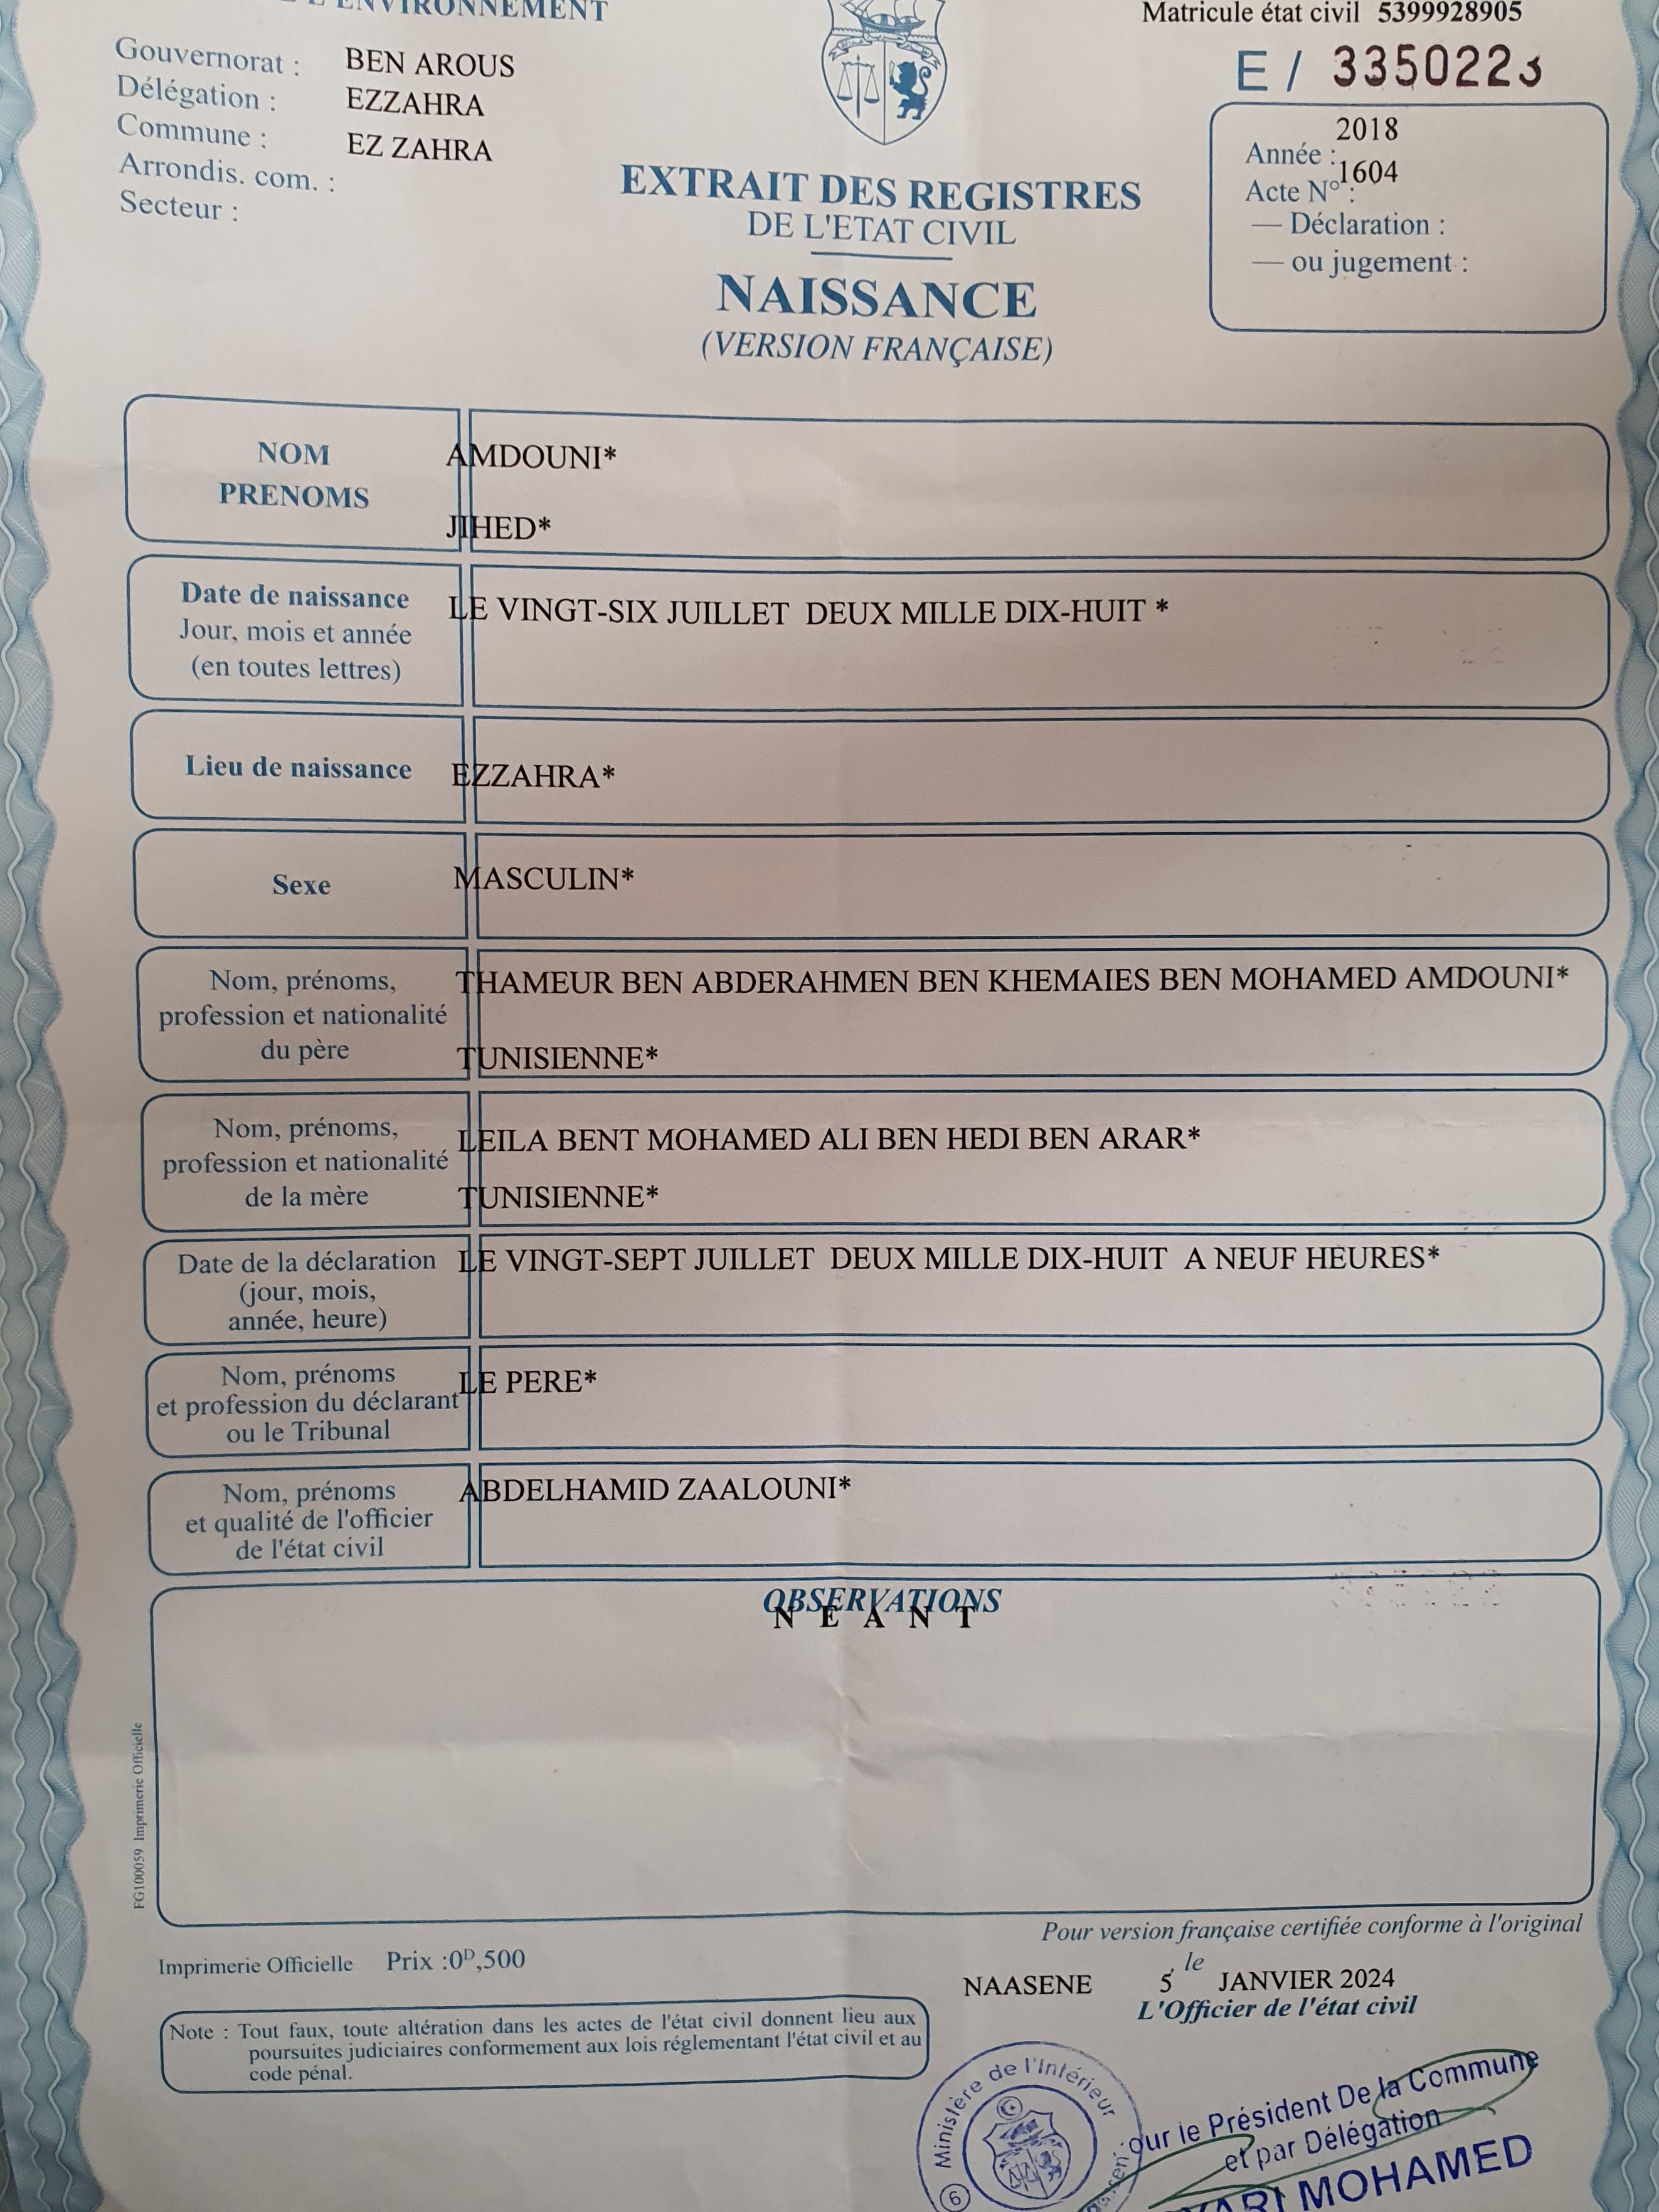 L'ENVIRONNEMENT
Matricule état civil 5399928905
E / 3350223
Gouvernorat : BEN AROUS
Délégation : EZZAHRA
Commune : EZ ZAHRA
Arrondis. com. :
Secteur :
EXTRAIT DES REGISTRES
DE L'ETAT CIVIL
NAISSANCE
(VERSION FRANÇAISE)
Année : 2018
Acte N° : 1604
— Déclaration :
— ou jugement :
NOM AMDOUNI*
PRENOMS JIHED*
Date de naissance
Jour, mois et année
(en toutes lettres)
LE VINGT-SIX JUILLET DEUX MILLE DIX-HUIT *
Lieu de naissance EZZAHRA*
Sexe MASCULIN*
Nom, prénoms,
profession et nationalité
du père
THAMEUR BEN ABDERAHMEN BEN KHEMAIES BEN MOHAMED AMDOUNI*
TUNISIENNE*
Nom, prénoms,
profession et nationalité
de la mère
LEILA BENT MOHAMED ALI BEN HEDI BEN ARAR*
TUNISIENNE*
Date de la déclaration
(jour, mois,
année, heure)
LE VINGT-SEPT JUILLET DEUX MILLE DIX-HUIT A NEUF HEURES*
Nom, prénoms
et profession du déclarant
ou le Tribunal
LE PERE*
Nom, prénoms
et qualité de l'officier
de l'état civil
ABDELHAMID ZAALOUNI*
OBSERVATIONS
N E A N T
FG100059 Imprimerie Officielle
Pour version française certifiée conforme à l'original
Imprimerie Officielle Prix :0D,500
NAASENE , le 5 JANVIER 2024
L'Officier de l'état civil
Note : Tout faux, toute altération dans les actes de l'état civil donnent lieu aux
poursuites judiciaires conformement aux lois réglementant l'état civil et au
code pénal.
Ministère de l'Intérieur
6
our le Président De la Commune
et par Délégation
MOHAMED